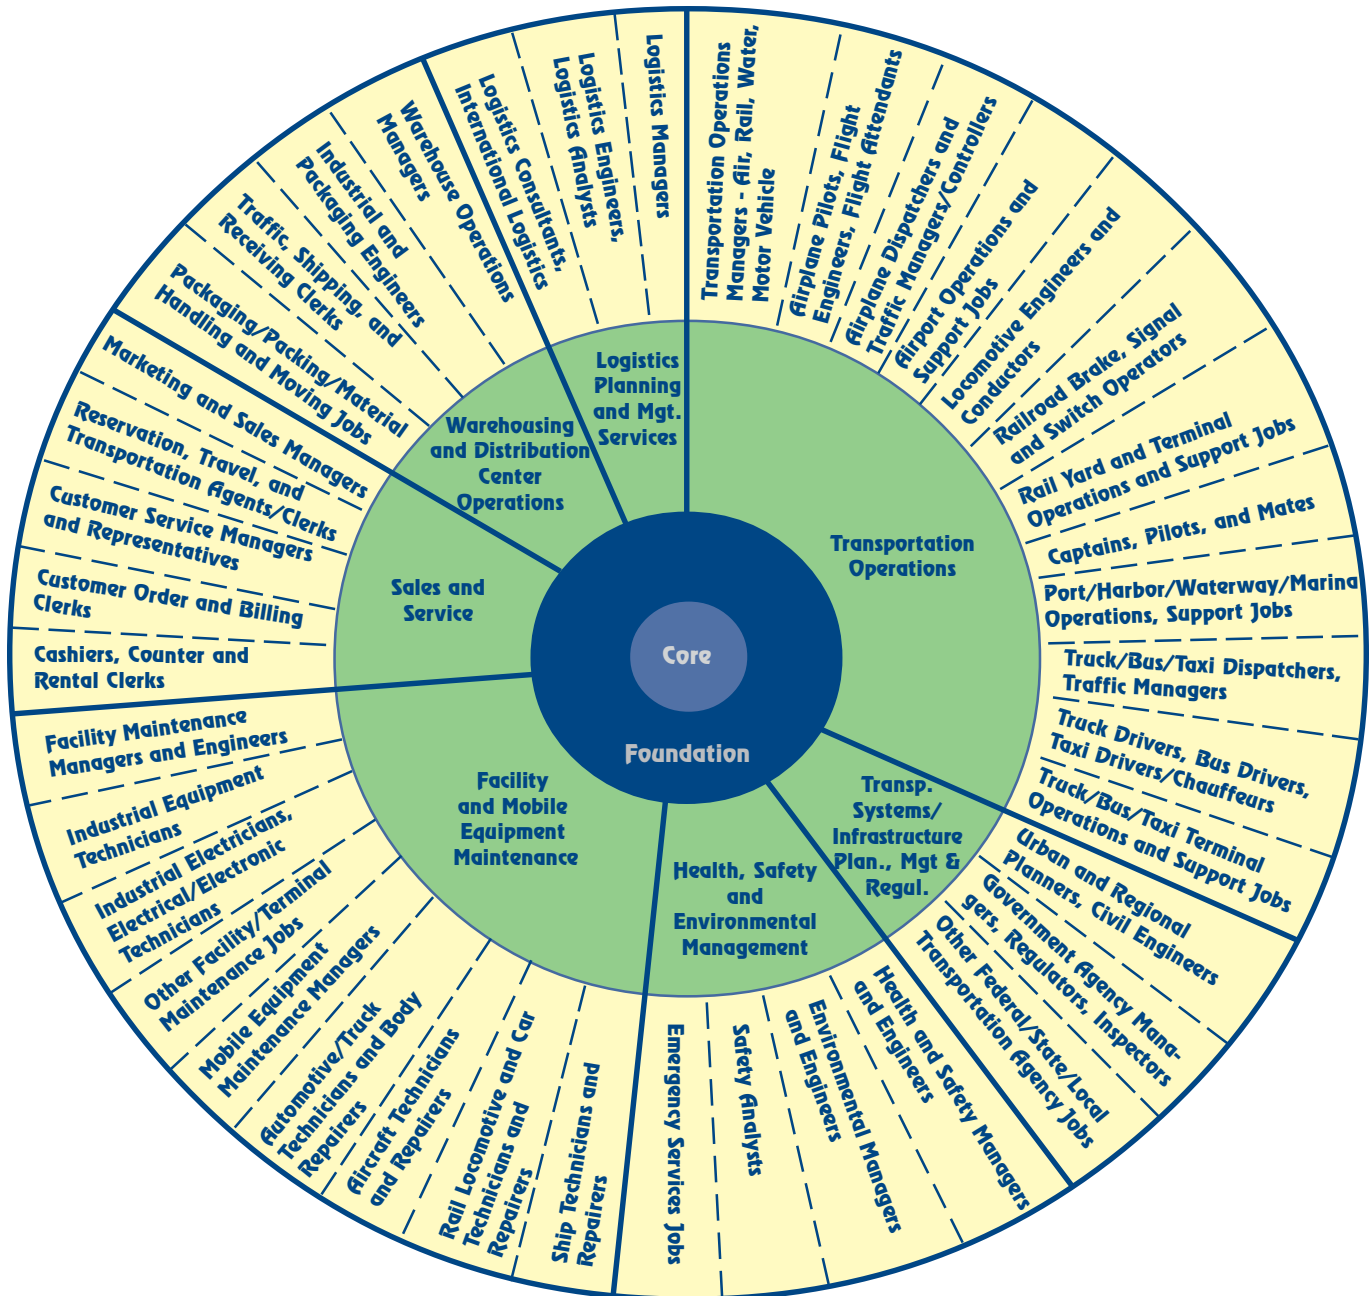 Core
Foundation
Transportation
Operations
Transp.
Systems/
Infrastructure
Plan., Mgt &
Regul.
Health, Safety
and
Environmental
Management
Facility
and Mobile
Equipment
Maintenance
Sales and
Service
Warehousing
and Distribution
Center
Operations
Logistics
Planning
and Mgt.
Services
Transportation Operations
Managers - Air, Rail, Water,
Motor Vehicle
Airplane Pilots, Flight
Engineers, Flight Attendants
Airplane Dispatchers and
Traffic Managers/Controllers
Airport Operations and
Support Jobs
Locomotive Engineers and
Conductors
Railroad Brake, Signal
and Switch Operators
Rail Yard and Terminal
Operations and Support Jobs
Captains, Pilots, and Mates
Port/Harbor/Waterway/Marina
Operations, Support Jobs
Truck/Bus/Taxi Dispatchers,
Traffic Managers
Truck Drivers, Bus Drivers,
Taxi Drivers/Chauffeurs
Truck/Bus/Taxi Terminal
Operations and Support Jobs
Urban and Regional
Planners, Civil Engineers
Government Agency Mana-
gers, Regulators, Inspectors
Other Federal/State/Local
Transportation Agency Jobs
Health and Safety Managers
and Engineers
Environmental Managers
and Engineers
Safety Analysts
Emergency Services Jobs
Ship Technicians and
Repairers
Rail Locomotive and Car
Technicians and
Repairers
Aircraft Technicians
and Repairers
Automotive/Truck
Technicians and Body
Repairers
Mobile Equipment
Maintenance Managers
Other Facility/Terminal
Maintenance Jobs
Industrial Electricians,
Electrical/Electronic
Technicians
Industrial Equipment
Technicians
Facility Maintenance
Managers and Engineers
Cashiers, Counter and
Rental Clerks
Customer Order and Billing
Clerks
Customer Service Managers
and Representatives
Reservation, Travel, and
Transportation Agents/Clerks
Marketing and Sales Managers
Packaging/Packing/Material
Handling and Moving Jobs
Traffic, Shipping, and
Receiving Clerks
Industrial and
Packaging Engineers
Warehouse Operations
Managers
Logistics Consultants,
International Logistics
Logistics Engineers,
Logistics Analysts
Logistics Managers